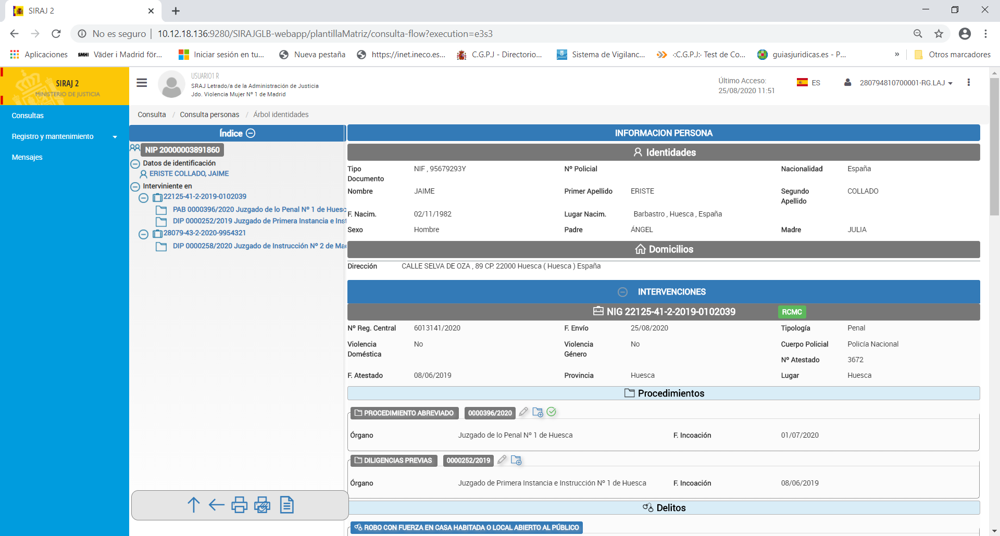 SIRAJ 2
No es seguro | 10.12.18.136:9280/SIRAJGLB-webapp/plantillaMatriz/consulta-flow?execution=e3s3
Aplicaciones SMHI Väder i Madrid för... Iniciar sesión en tu... Nueva pestaña https://inet.ineco.es... C.G.P.J - Directorio... Sistema de Vigilanc... -:C.G.P.J:- Test de Co... guiasjuridicas.es - P... » Otros marcadores
SIRAJ 2
MINISTERIO DE JUSTICIA
Consultas
Registro y mantenimiento
Mensajes
USUARIO1 R
SRAJ Letrado/a de la Administración de Justicia
Jdo. Violencia Mujer Nº 1 de Madrid
Último Acceso:
25/08/2020 11:51
ES
280794810700001-RG.LAJ
Consulta / Consulta personas / Árbol identidades
Índice
NIP 20000003891860
Datos de identificación
ERISTE COLLADO, JAIME
Interviniente en
22125-41-2-2019-0102039
PAB 0000396/2020 Juzgado de lo Penal Nº 1 de Huesc
DIP 0000252/2019 Juzgado de Primera Instancia e Inst
28079-43-2-2020-9954321
DIP 0000258/2020 Juzgado de Instrucción Nº 2 de Mad
INFORMACION PERSONA
Identidades
Tipo Documento NIF , 95679293Y Nº Policial Nacionalidad España
Nombre JAIME Primer Apellido ERISTE Segundo Apellido COLLADO
F. Nacim. 02/11/1982 Lugar Nacim. Barbastro , Huesca , España
Sexo Hombre Padre ÁNGEL Madre JULIA
Domicilios
Dirección CALLE SELVA DE OZA , 89 CP. 22000 Huesca ( Huesca ) España
INTERVENCIONES
NIG 22125-41-2-2019-0102039 RCMC
Nº Reg. Central 6013141/2020 F. Envío 25/08/2020 Tipología Penal
Violencia Doméstica No Violencia Género No Cuerpo Policial Policía Nacional
Nº Atestado 3672
F. Atestado 08/06/2019 Provincia Huesca Lugar Huesca
Procedimientos
PROCEDIMIENTO ABREVIADO 0000396/2020
Órgano Juzgado de lo Penal Nº 1 de Huesca F. Incoación 01/07/2020
DILIGENCIAS PREVIAS 0000252/2019
Órgano Juzgado de Primera Instancia e Instrucción Nº 1 de Huesca F. Incoación 08/06/2019
Delitos
ROBO CON FUERZA EN CASA HABITADA O LOCAL ABIERTO AL PÚBLICO